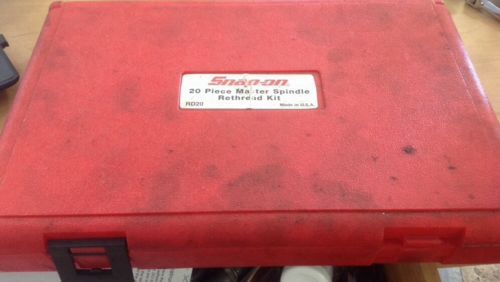 Snap-on
20 Piece Master Spindle
Rethread Kit
RD20 Made in U.S.A.